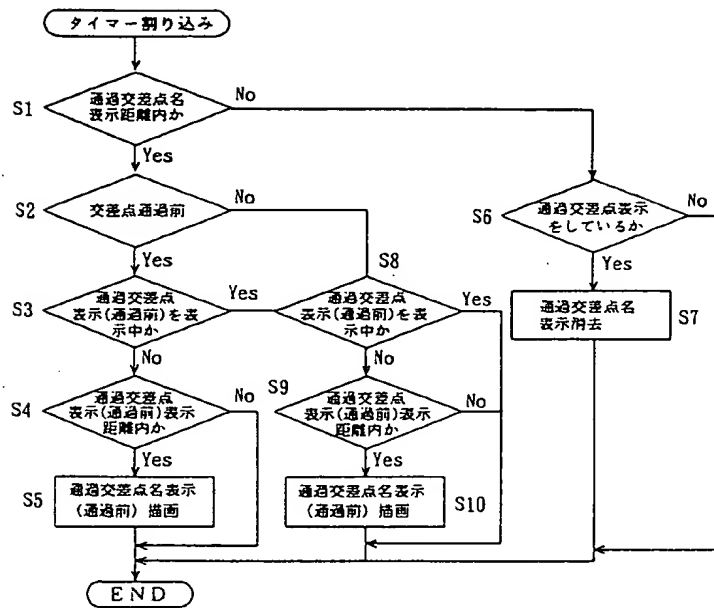 タイマー割り込み
S1
通過交差点名
表示距離内か
No
Yes
S2
交差点通過前
No
Yes
S6
通過交差点表示
をしているか
No
Yes
S3
通過交差点
表示(通過前)を表
示中か
Yes
No
S8
通過交差点
表示(通過前)を表
示中か
Yes
No
通過交差点名
表示消去
S7
S4
通過交差点
表示(通過前)表示
距離内か
No
Yes
S9
通過交差点
表示(通過前)表示
距離内か
No
Yes
S5
通過交差点名表示
(通過前)描画
通過交差点名表示
(通過前)描画
S10
END